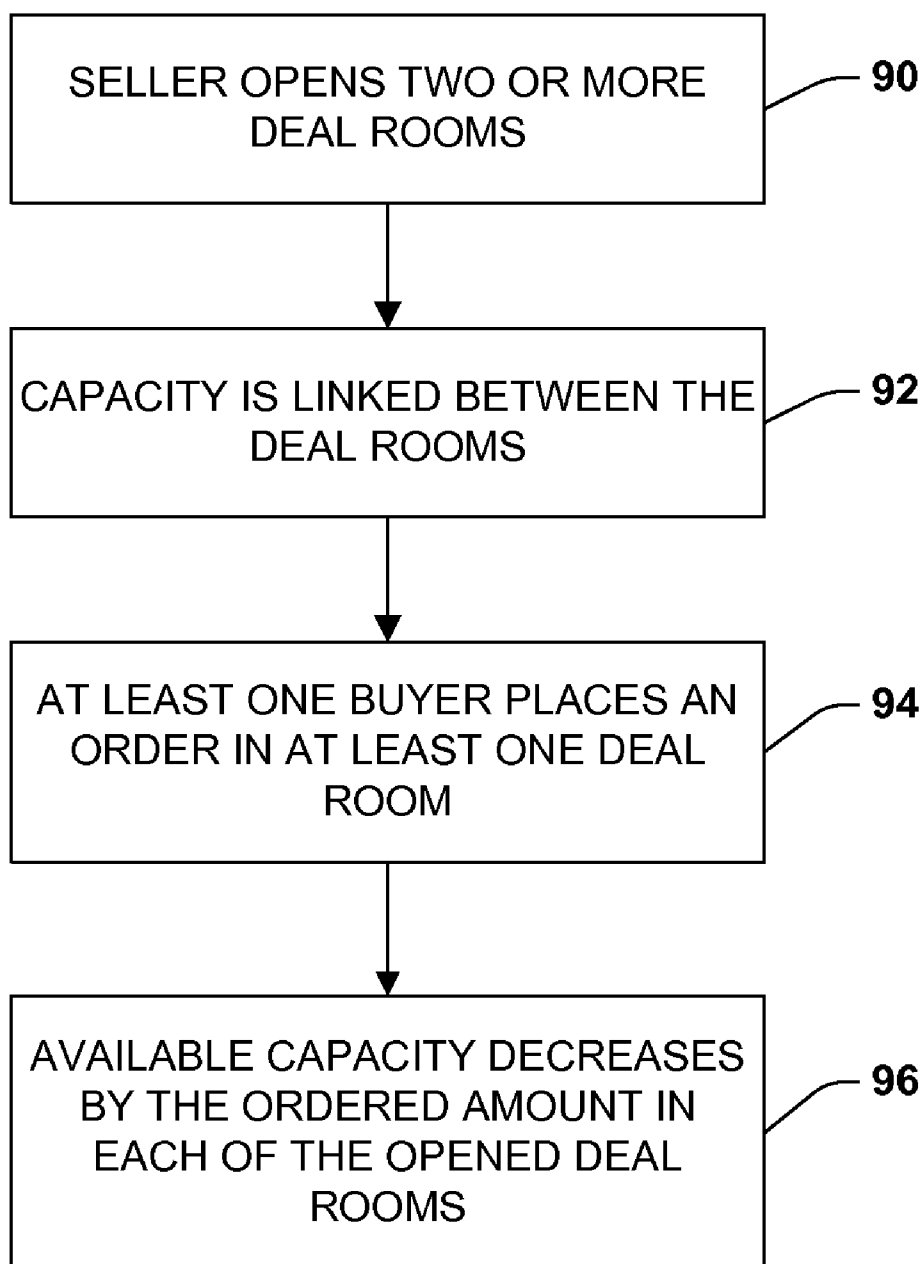 SELLER OPENS TWO OR MORE
DEAL ROOMS
90
CAPACITY IS LINKED BETWEEN THE
DEAL ROOMS
92
AT LEAST ONE BUYER PLACES AN
ORDER IN AT LEAST ONE DEAL
ROOM
94
AVAILABLE CAPACITY DECREASES
BY THE ORDERED AMOUNT IN
EACH OF THE OPENED DEAL
ROOMS
96